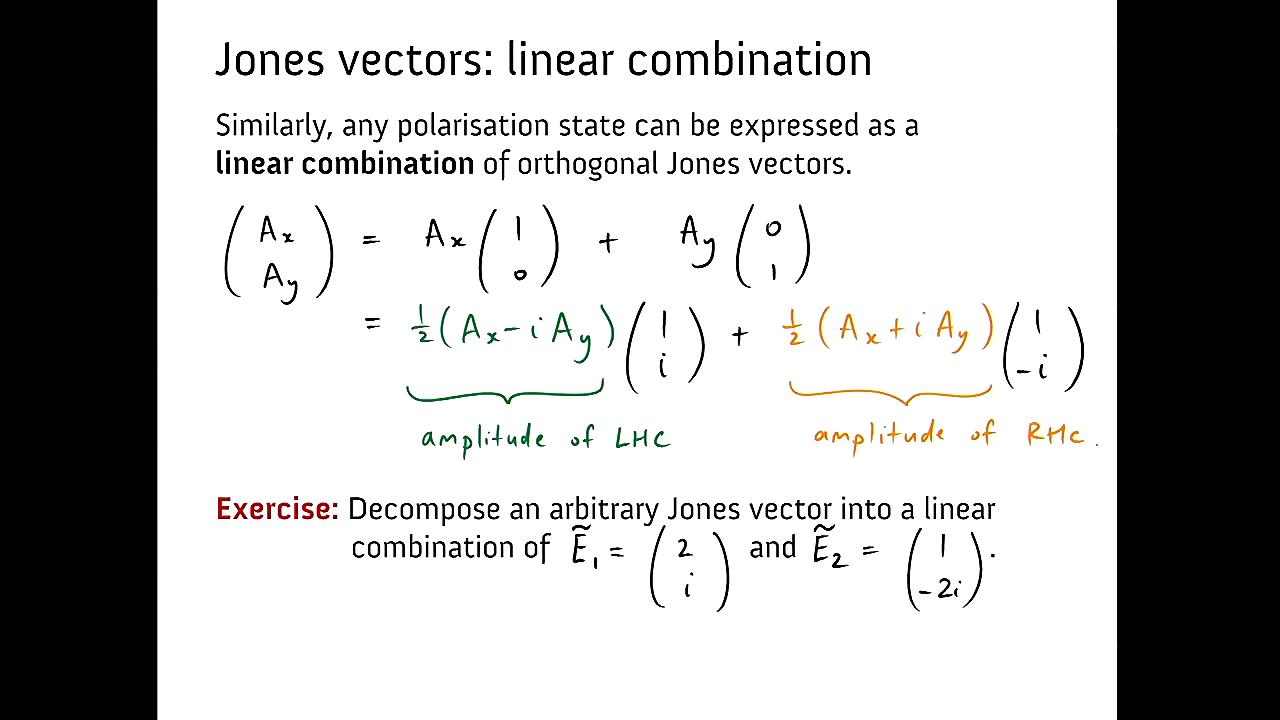 Jones vectors: linear combination
Similarly, any polarisation state can be expressed as a
linear combination of orthogonal Jones vectors.
(Ax Ay) = Ax (1 0) + Ay (0 1)
= ½(Ax - iAy) (1 i) + ½(Ax + iAy) (1 -i)
amplitude of LHC amplitude of RHC.
Exercise: Decompose an arbitrary Jones vector into a linear
combination of Ẽ₁ = (2 i) and Ẽ₂ = (1 -2i).